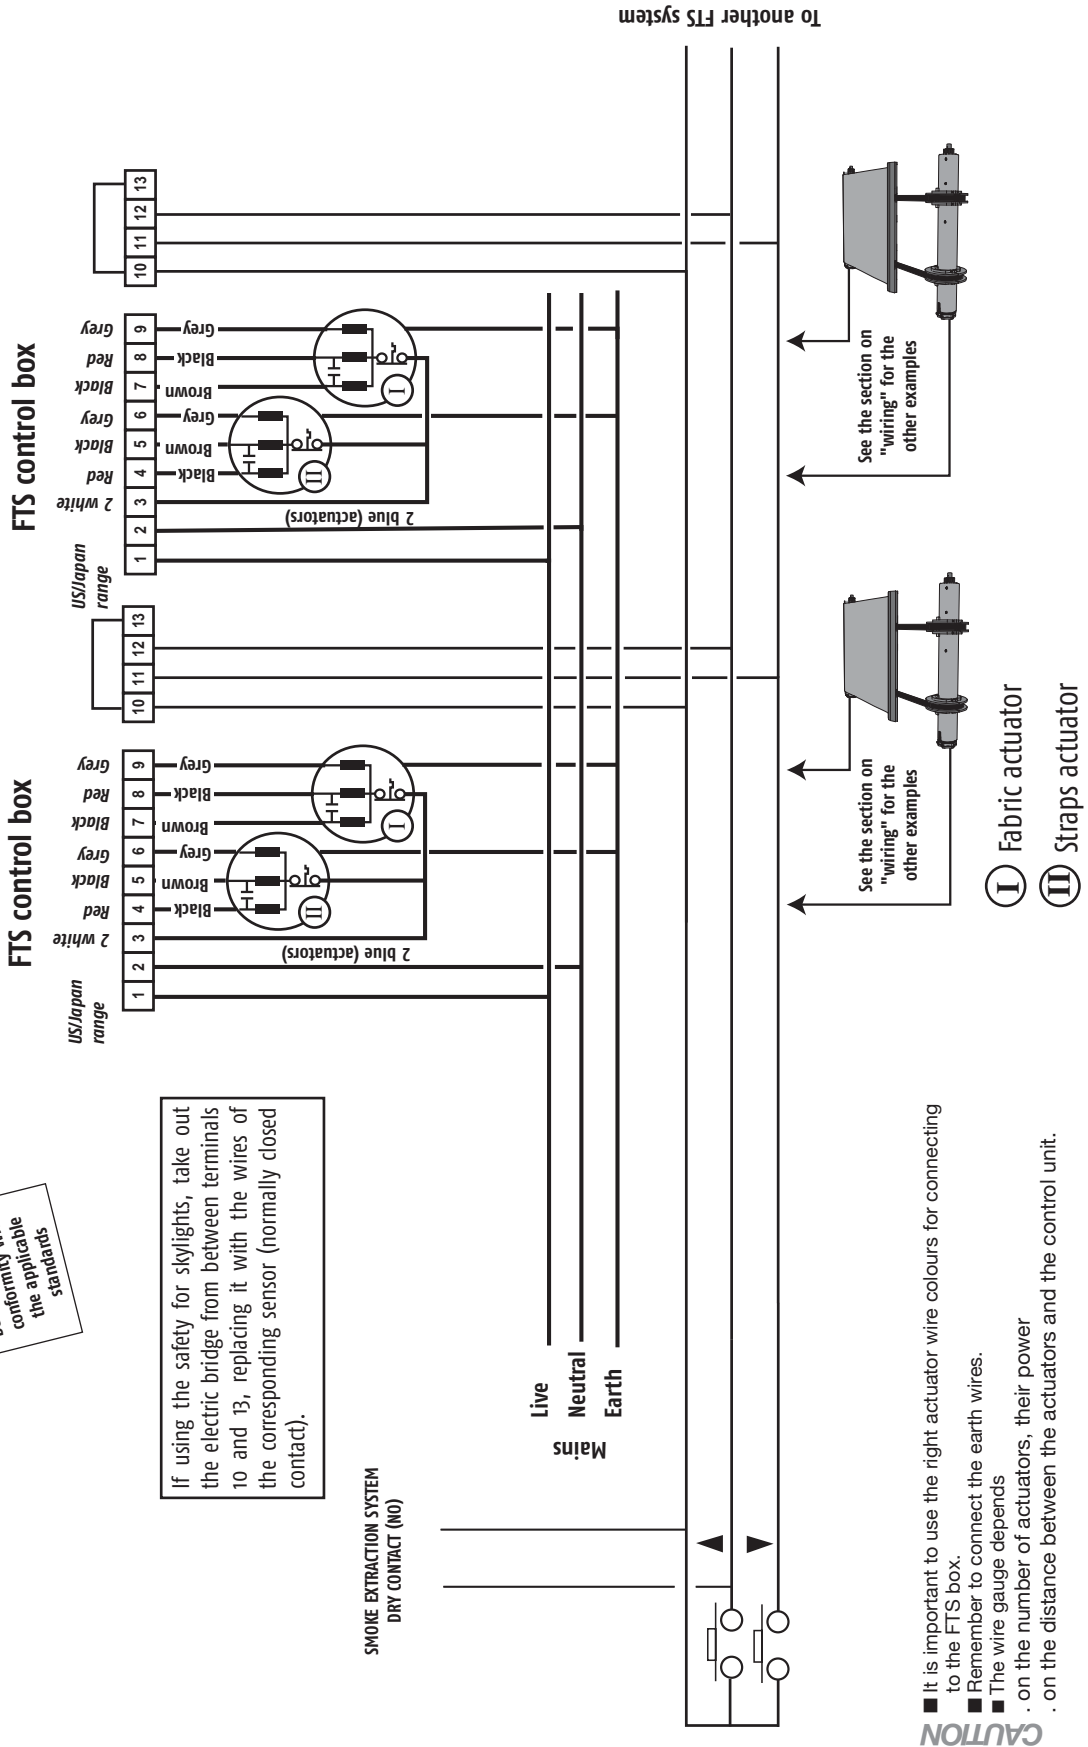 conformity
the applicable
standards
If using the safety for skylights, take out
the electric bridge from between terminals
10 and 13, replacing it with the wires of
the corresponding sensor (normally closed
contact).
FTS control box
US/Japan
range
2 white
Red
Black
Grey
Black
Red
Grey
1 2 3 4 5 6 7 8 9
10 11 12 13
Black
Brown
Grey
Brown
Black
Grey
II
I
2 blue (actuators)
FTS control box
US/Japan
range
2 white
Red
Black
Grey
Black
Red
Grey
1 2 3 4 5 6 7 8 9
10 11 12 13
Black
Brown
Grey
Brown
Black
Grey
II
I
2 blue (actuators)
SMOKE EXTRACTION SYSTEM
DRY CONTACT (NO)
Mains
Live
Neutral
Earth
To another FTS system
See the section on
"wiring" for the
other examples
See the section on
"wiring" for the
other examples
CAUTION
■ It is important to use the right actuator wire colours for connecting
to the FTS box.
■ Remember to connect the earth wires.
■ The wire gauge depends
. on the number of actuators, their power
. on the distance between the actuators and the control unit.
I Fabric actuator
II Straps actuator